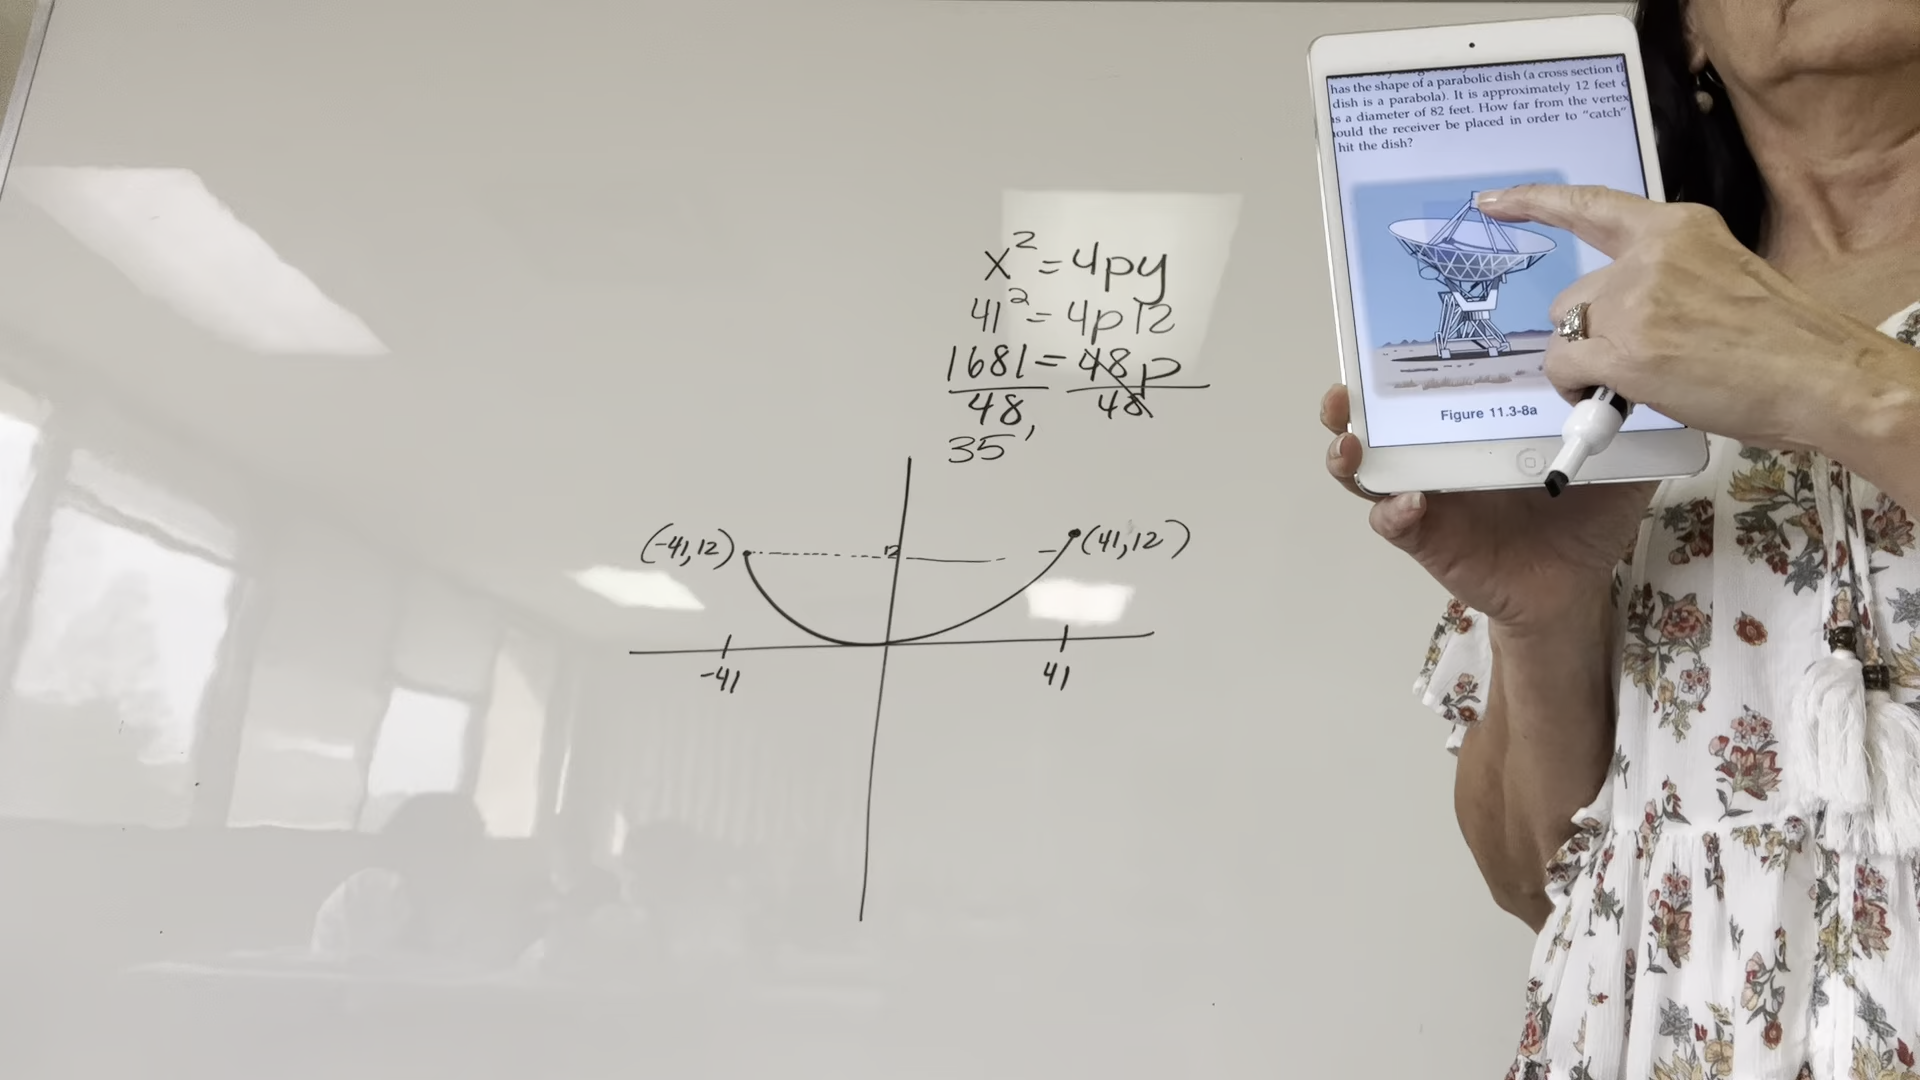 has the shape of a parabolic dish (a cross section
dish is a parabola). It is approximately 12 feet
s a diameter of 82 feet. How far from the vertex
ould the receiver be placed in order to “catch”
hit the dish?
Figure 11.3-8a
x² = 4py
41² = 4p12
1681 = 48p
48, 48
35'
(-41,12) 12 (41,12)
-41 41